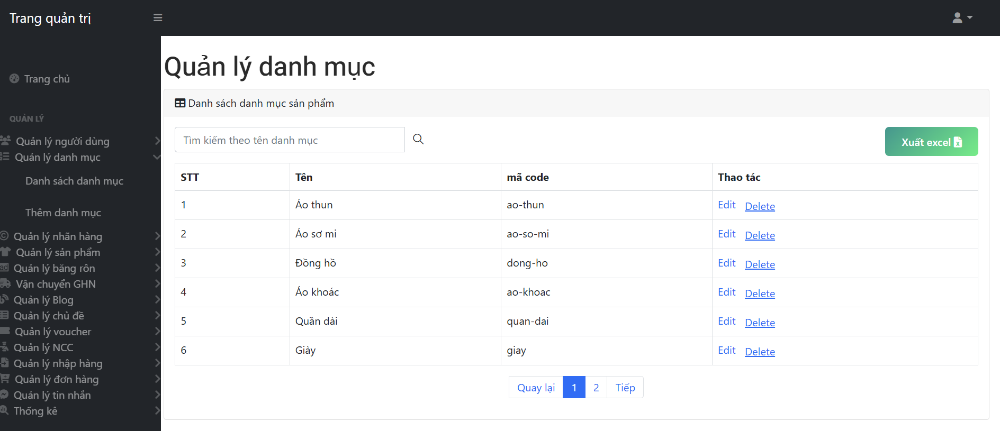 Trang quản trị
Trang chủ
QUẢN LÝ
Quản lý người dùng
Quản lý danh mục
Danh sách danh mục
Thêm danh mục
Quản lý nhãn hàng
Quản lý sản phẩm
Quản lý băng rôn
Vận chuyển GHN
Quản lý Blog
Quản lý chủ đề
Quản lý voucher
Quản lý NCC
Quản lý nhập hàng
Quản lý đơn hàng
Quản lý tin nhắn
Thống kê
Quản lý danh mục
Danh sách danh mục sản phẩm
Tìm kiếm theo tên danh mục
Xuất excel
STT Tên mã code Thao tác
1 Áo thun ao-thun Edit Delete
2 Áo sơ mi ao-so-mi Edit Delete
3 Đồng hồ dong-ho Edit Delete
4 Áo khoác ao-khoac Edit Delete
5 Quần dài quan-dai Edit Delete
6 Giày giay Edit Delete
Quay lại 1 2 Tiếp